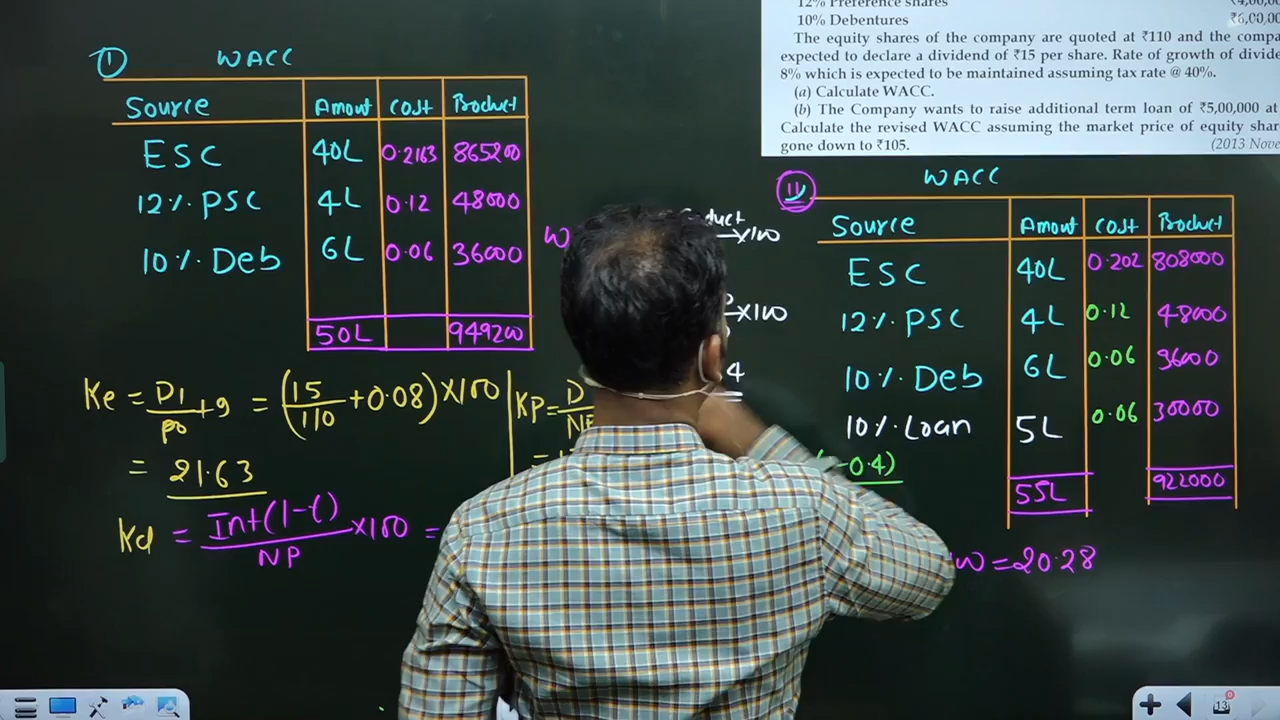 12% Preference shares
10% Debentures
The equity shares of the company are quoted at ₹110 and the compa
expected to declare a dividend of ₹15 per share. Rate of growth of divide
8% which is expected to be maintained assuming tax rate @ 40%.
(a) Calculate WACC.
(b) The Company wants to raise additional term loan of ₹5,00,000 at
Calculate the revised WACC assuming the market price of equity shar
gone down to ₹105. (2013 Nove
① WACC
Source Amount Cost Product
ESC 40L 0.2163 865200
12% PSC 4L 0.12 48000
10% Deb 6L 0.06 36000
50L 949200
Ke = D1/P0 + g = (15/110 + 0.08) × 100
= 21.63
Kd = Int(1-t)/NP × 100 =
KP = D
=
W
×100
×100
4
-0.4)
II WACC
Source Amount Cost Product
ESC 40L 0.202 808000
12% PSC 4L 0.12 48000
10% Deb 6L 0.06 36000
10% Loan 5L 0.06 30000
55L 922000
W = 20.28
13